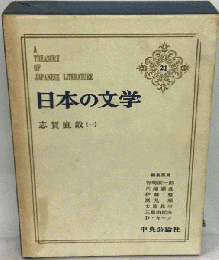 A
TREASURY
OF
JAPANESE LITERATURE
21
日本の文学
志賀直哉(一)
編集委員
谷崎潤一郎
川端康成
伊藤整
高見順
大岡昇平
三島由紀夫
D・キーン
中央公論社